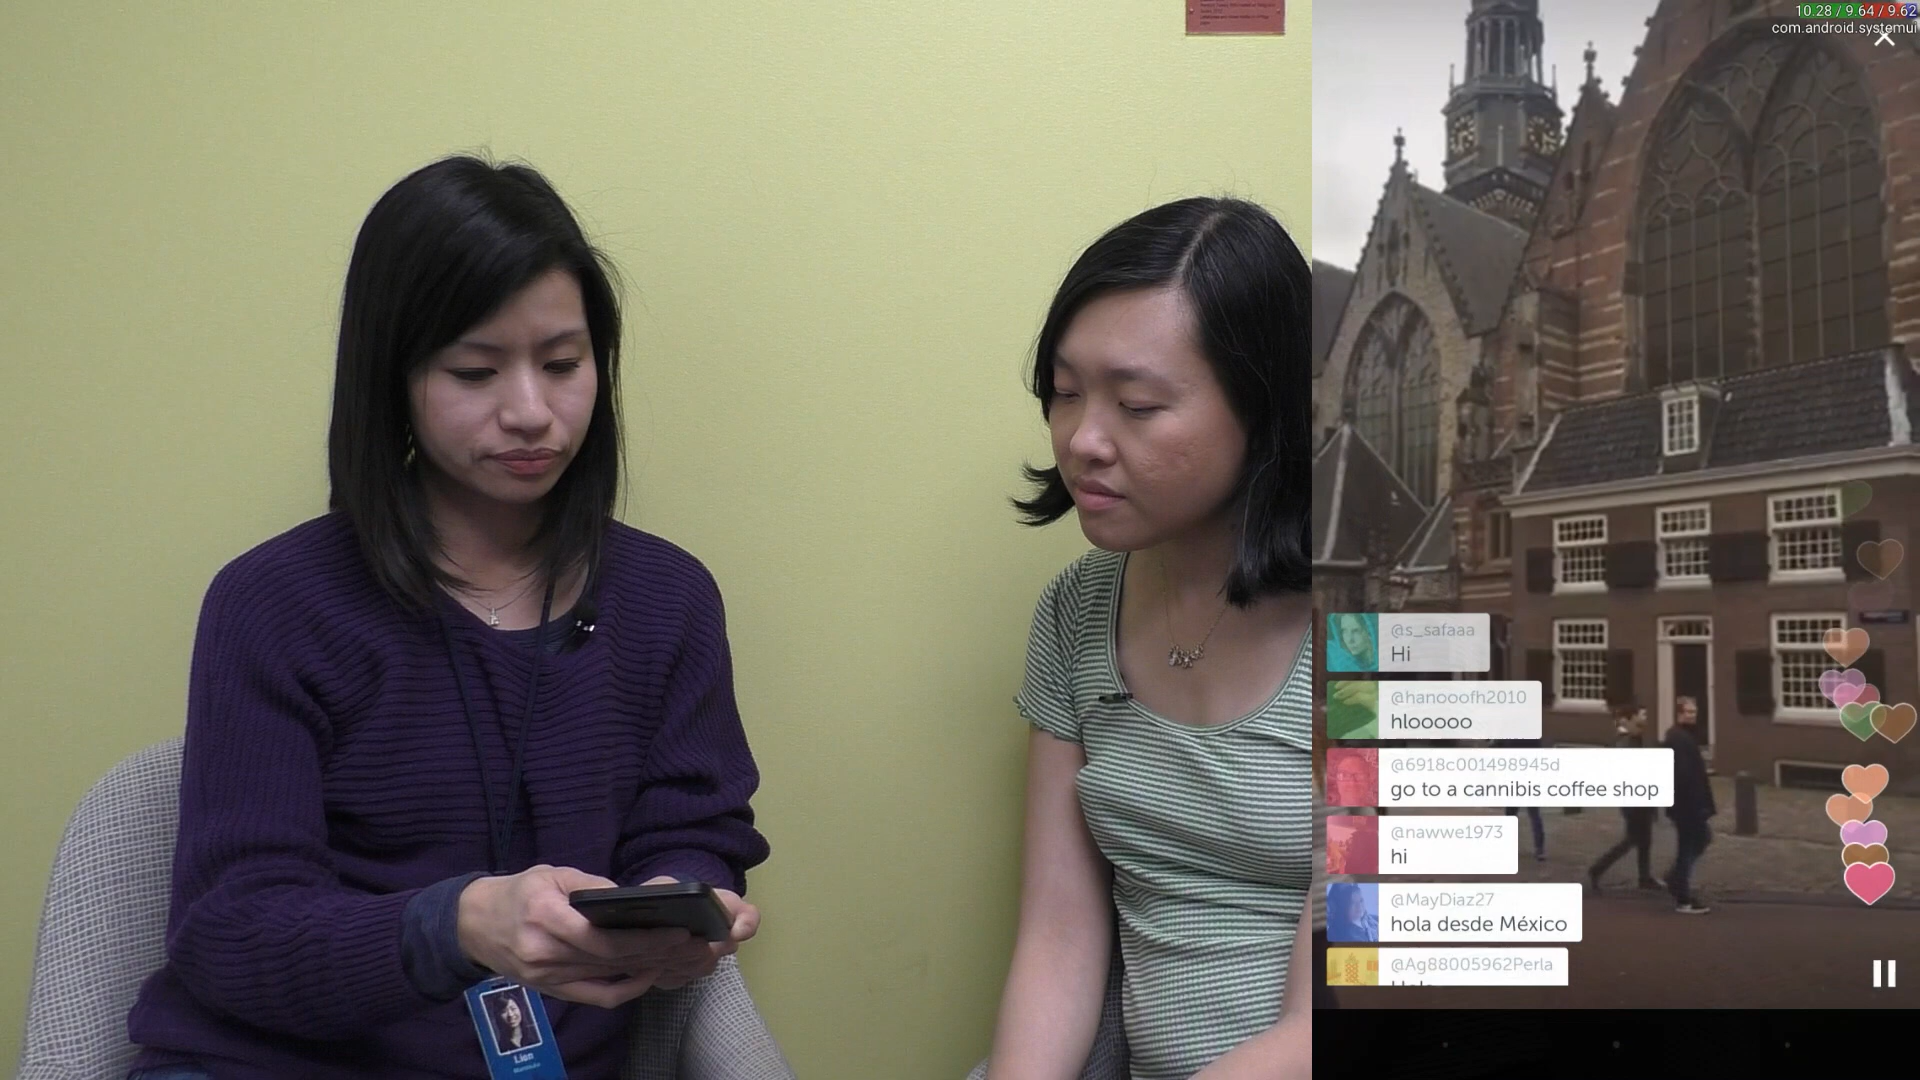 10.28 / 9.64 / 9.62
com.android.systemui
@s_safaaa
Hi
@hanooofh2010
hlooooo
@6918c001498945d
go to a cannibis coffee shop
@nawwe1973
hi
@MayDiaz27
hola desde México
@Ag88005962Perla
Lion